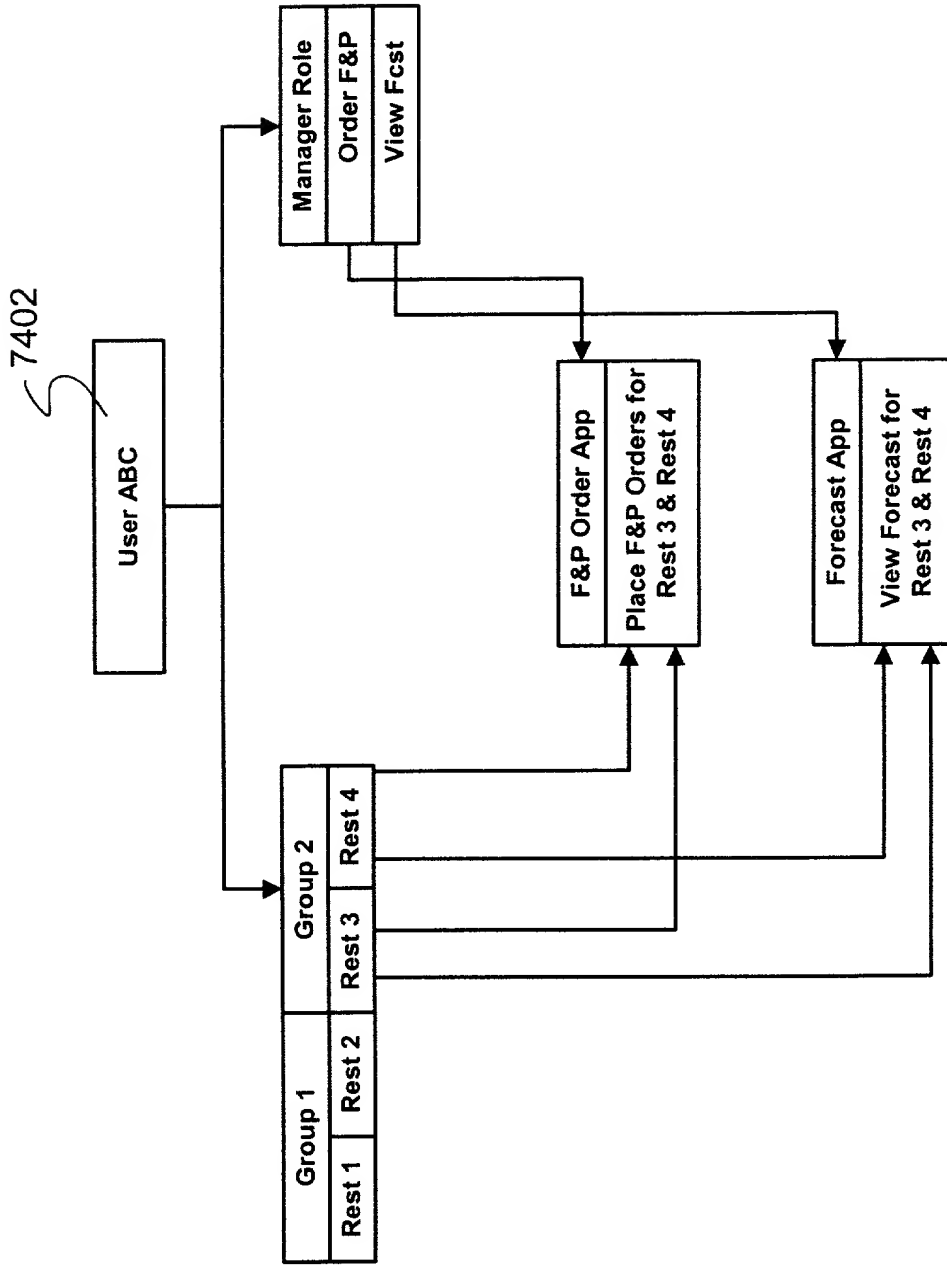 7402
User ABC
Group 1
Group 2
Rest 1
Rest 2
Rest 3
Rest 4
Manager Role
Order F&P
View Fcst
F&P Order App
Place F&P Orders for
Rest 3 & Rest 4
Forecast App
View Forecast for
Rest 3 & Rest 4